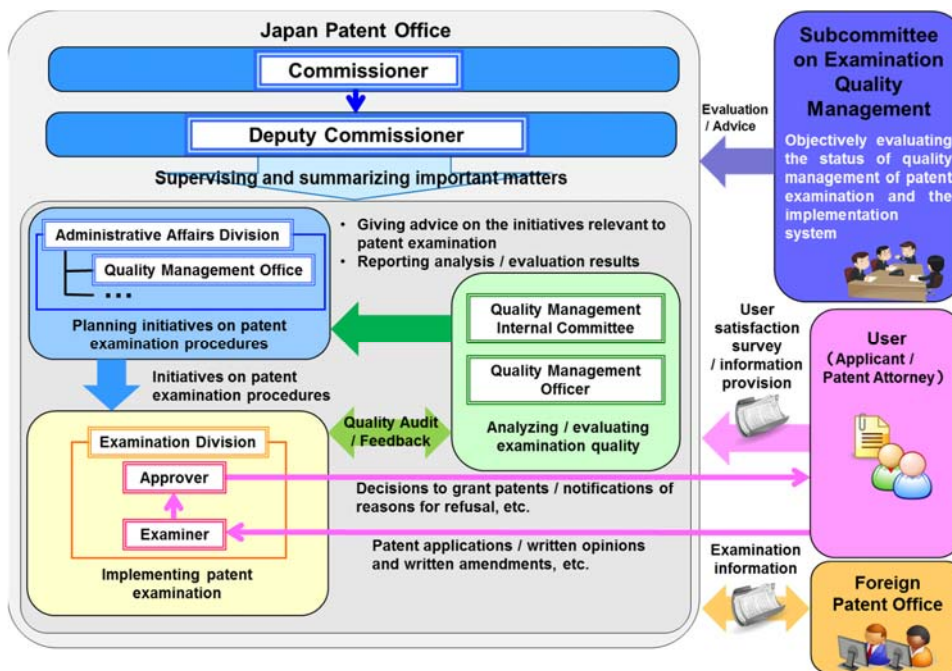 Japan Patent Office
Commissioner
Deputy Commissioner
Supervising and summarizing important matters
Administrative Affairs Division
Quality Management Office
...
Planning initiatives on patent
examination procedures
• Giving advice on the initiatives relevant to
patent examination
• Reporting analysis / evaluation results
Quality Management
Internal Committee
Quality Management
Officer
Analyzing / evaluating
examination quality
Initiatives on patent
examination procedures
Quality Audit
/ Feedback
Examination Division
Approver
Examiner
Implementing patent
examination
Decisions to grant patents / notifications of
reasons for refusal, etc.
Patent applications / written opinions
and written amendments, etc.
Evaluation
/ Advice
Subcommittee
on Examination
Quality
Management
Objectively evaluating
the status of quality
management of patent
examination and the
implementation
system
User
satisfaction
survey
/ information
provision
User
（Applicant /
Patent Attorney）
Examination
information
Foreign
Patent Office